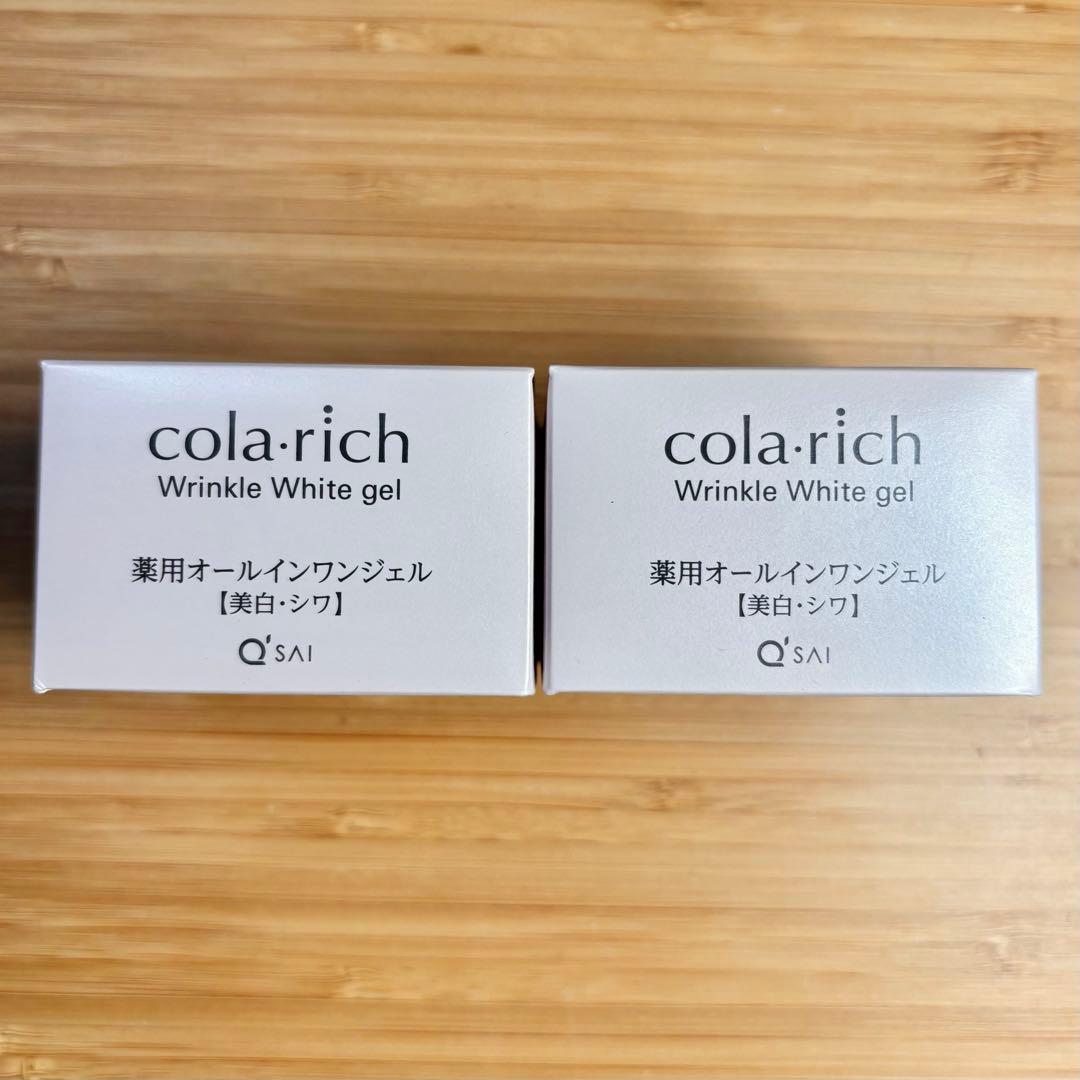 cola·rich
Wrinkle White gel
薬用オールインワンジェル
【美白・シワ】
Q'SAI
cola·rich
Wrinkle White gel
薬用オールインワンジェル
【美白・シワ】
Q'SAI